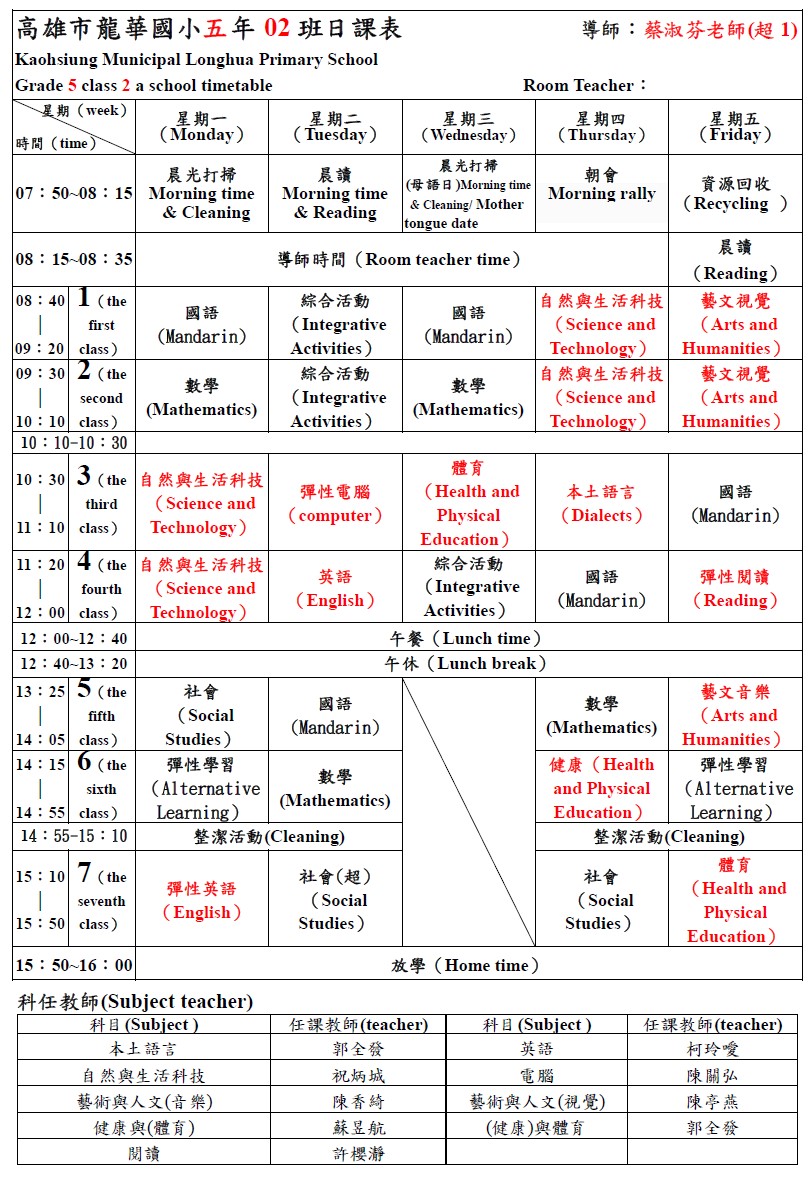 高雄市龍華國小五年 02 班日課表 導師：蔡淑芬老師(超 1)
Kaohsiung Municipal Longhua Primary School
Grade 5 class 2 a school timetable Room Teacher：
星期（week）
時間（time）
星期一
（Monday）
星期二
（Tuesday）
星期三
（Wednesday）
星期四
（Thursday）
星期五
（Friday）
07：50~08：15
晨光打掃
Morning time
& Cleaning
晨讀
Morning time
& Reading
晨光打掃
(母語日)Morning time
& Cleaning/ Mother
tongue date
朝會
Morning rally
資源回收
（Recycling ）
08：15~08：35
導師時間（Room teacher time）
晨讀
（Reading）
08：40
|
09：20
1（the
first
class）
國語
(Mandarin)
綜合活動
（Integrative
Activities）
國語
(Mandarin)
自然與生活科技
（Science and
Technology）
藝文視覺
（Arts and
Humanities）
09：30
|
10：10
2（the
second
class）
數學
(Mathematics)
綜合活動
（Integrative
Activities）
數學
(Mathematics)
自然與生活科技
（Science and
Technology）
藝文視覺
（Arts and
Humanities）
10：10-10：30
10：30
|
11：10
3（the
third
class）
自然與生活科技
（Science and
Technology）
彈性電腦
（computer）
體育
（Health and
Physical
Education）
本土語言
（Dialects）
國語
(Mandarin)
11：20
|
12：00
4（the
fourth
class）
自然與生活科技
（Science and
Technology）
英語
（English）
綜合活動
（Integrative
Activities）
國語
(Mandarin)
彈性閱讀
（Reading）
12：00~12：40
午餐（Lunch time）
12：40~13：20
午休（Lunch break）
13：25
|
14：05
5（the
fifth
class）
社會
（Social
Studies）
國語
(Mandarin)
數學
(Mathematics)
藝文音樂
（Arts and
Humanities）
14：15
|
14：55
6（the
sixth
class）
彈性學習
（Alternative
Learning）
數學
(Mathematics)
健康（Health
and Physical
Education）
彈性學習
（Alternative
Learning）
14：55-15：10
整潔活動(Cleaning)
整潔活動(Cleaning)
15：10
|
15：50
7（the
seventh
class）
彈性英語
（English）
社會(超)
（Social
Studies）
社會
（Social
Studies）
體育
（Health and
Physical
Education）
15：50~16：00
放學（Home time）
科任教師(Subject teacher)
科目(Subject ) 任課教師(teacher) 科目(Subject ) 任課教師(teacher)
本土語言 郭全發 英語 柯玲噯
自然與生活科技 祝炳城 電腦 陳關弘
藝術與人文(音樂) 陳香綺 藝術與人文(視覺) 陳亭燕
健康與(體育) 蘇昱航 (健康)與體育 郭全發
閱讀 許櫻瀞